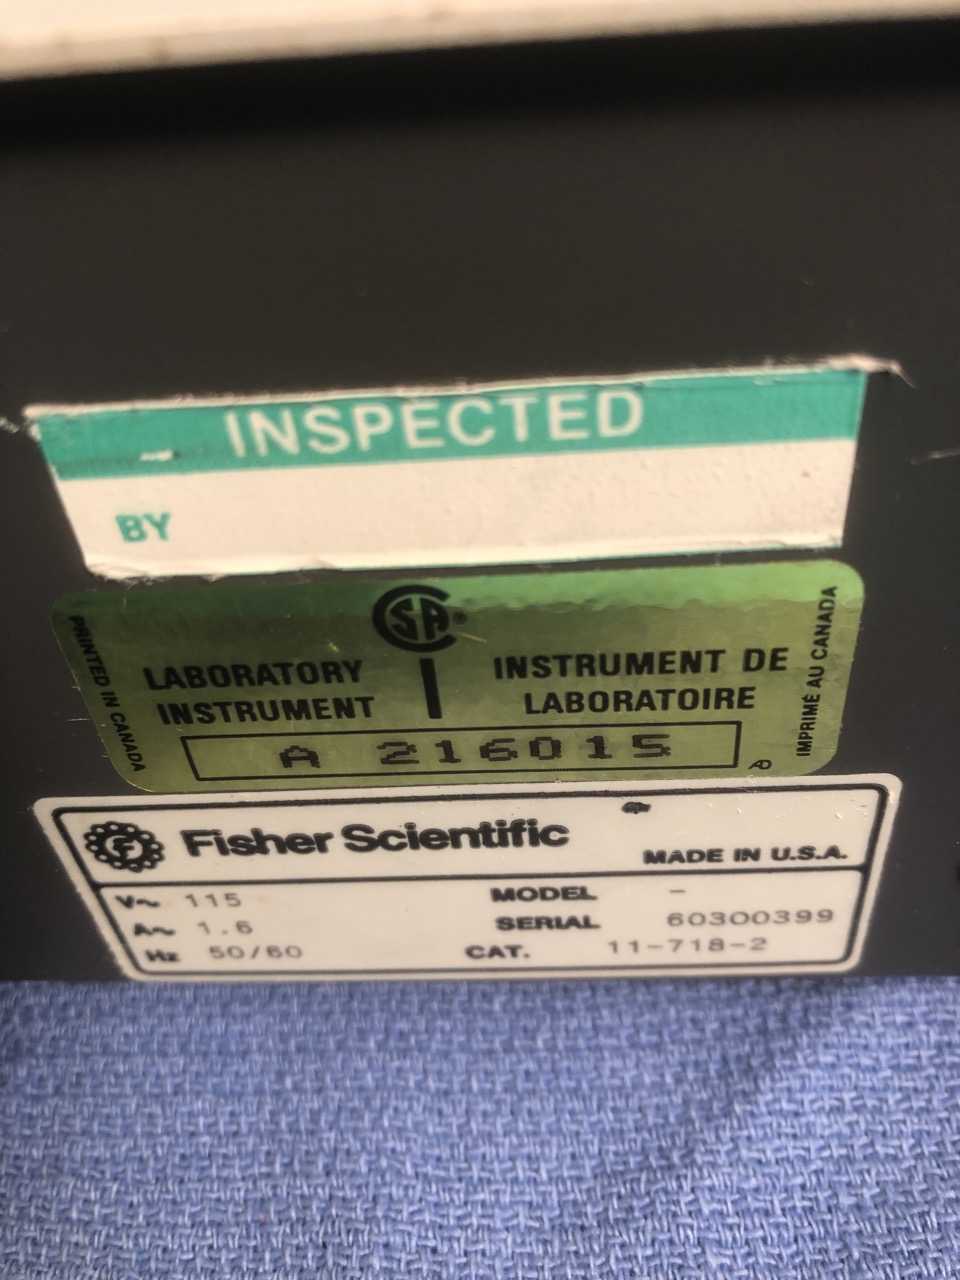 INSPECTED
BY
CSA®
LABORATORY INSTRUMENT
INSTRUMENT DE LABORATOIRE
PRINTED IN CANADA
IMPRIMÉ AU CANADA
A 216015
F Fisher Scientific
MADE IN U.S.A.
V~ 115
MODEL -
A~ 1.6
SERIAL 60300399
Hz 50/60
CAT. 11-718-2